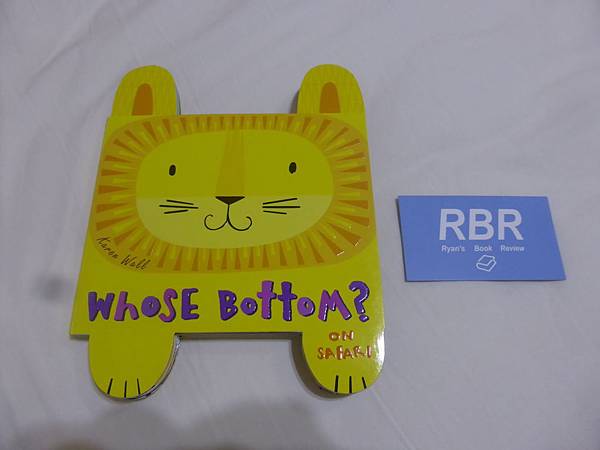 Karen Wall
WhoSE BoTToM?
ON
SAFARI
RBR
Ryan's Book Review